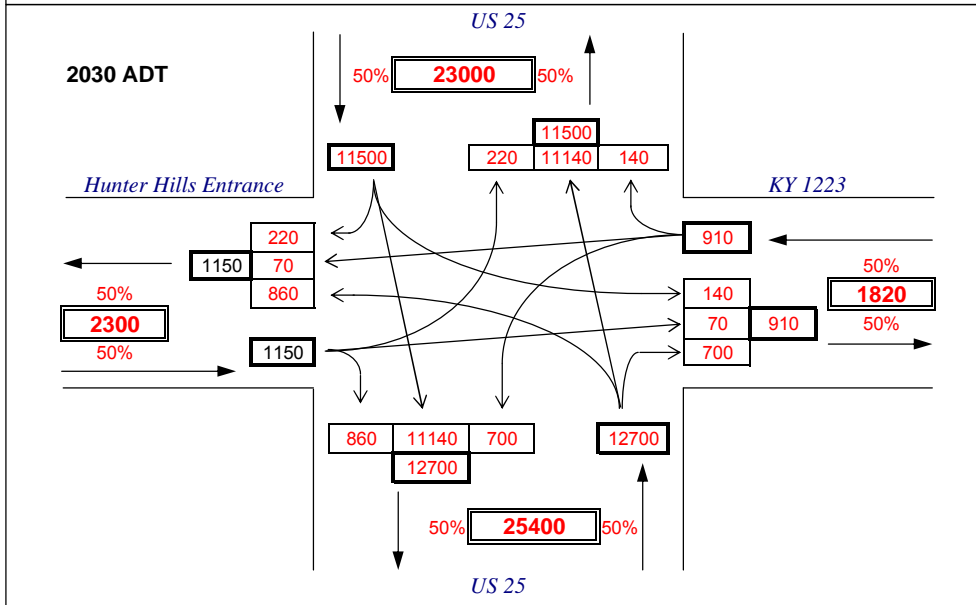 US 25
2030 ADT
50% 23000 50%
11500
11500 220 11140 140
Hunter Hills Entrance KY 1223
220 910
1150 70
50% 50%
860 140 1820
2300 70 910 50%
50% 1150 700
860 11140 700 12700
12700
50% 25400 50%
US 25